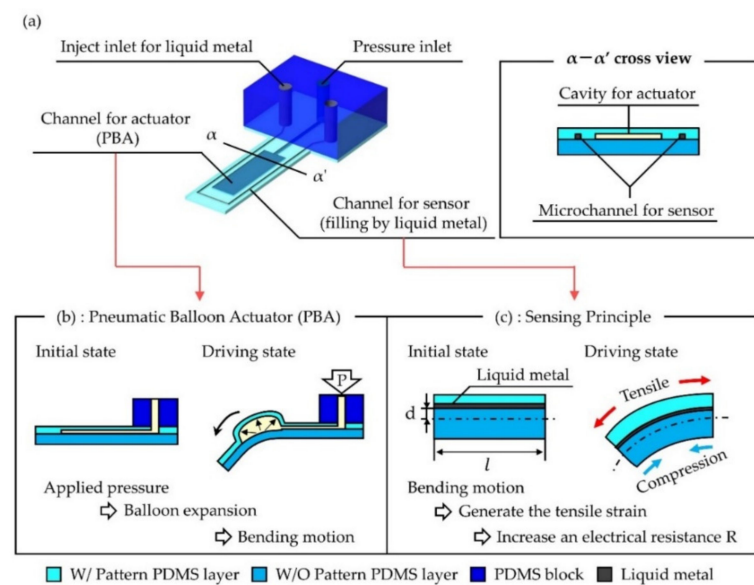 (a)
Inject inlet for liquid metal
Pressure inlet
Channel for actuator
(PBA)
α
α'
Channel for sensor
(filling by liquid metal)
α−α' cross view
Cavity for actuator
Microchannel for sensor
(b) : Pneumatic Balloon Actuator (PBA)
Initial state
Driving state
P
Applied pressure
⇨ Balloon expansion
⇨ Bending motion
(c) : Sensing Principle
Initial state
Driving state
Liquid metal
d
l
Tensile
Compression
Bending motion
⇨ Generate the tensile strain
⇨ Increase an electrical resistance R
W/ Pattern PDMS layer
W/O Pattern PDMS layer
PDMS block
Liquid metal